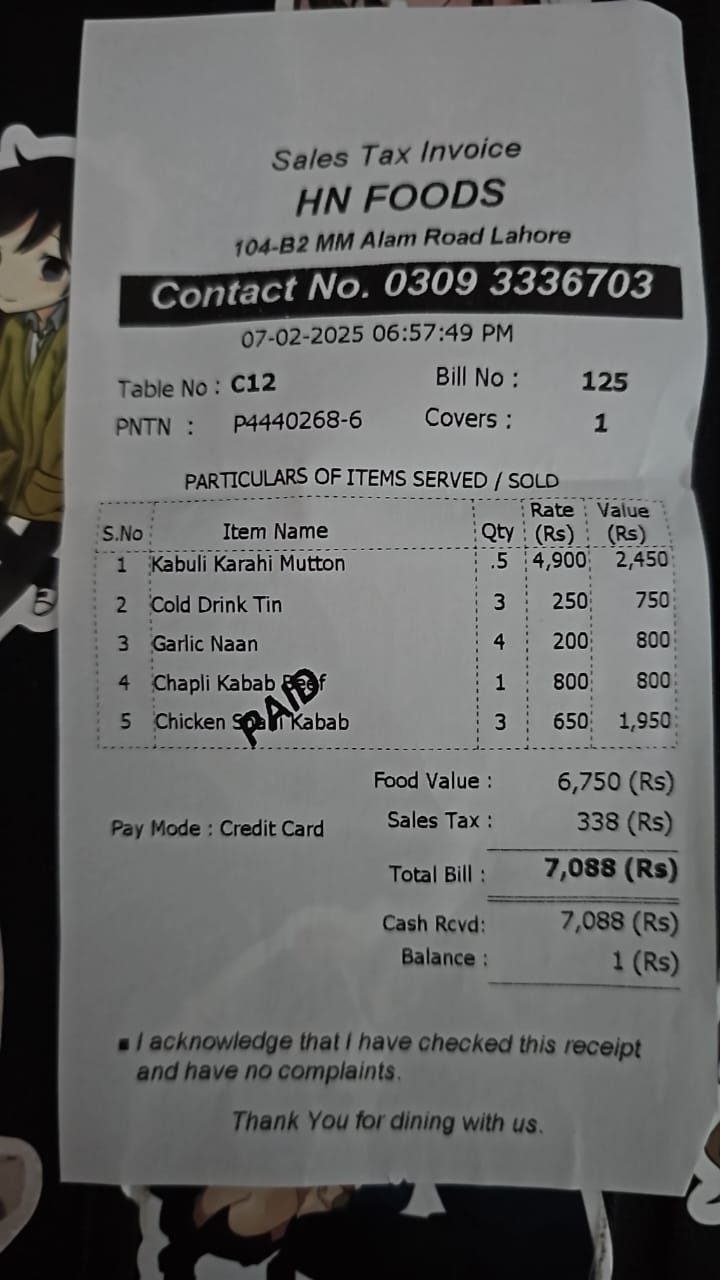 Sales Tax Invoice
HN FOODS
104-B2 MM Alam Road Lahore
Contact No. 0309 3336703
07-02-2025 06:57:49 PM
Table No : C12 Bill No : 125
PNTN : P4440268-6 Covers : 1
PARTICULARS OF ITEMS SERVED / SOLD
S.No Item Name Qty Rate (Rs) Value (Rs)
1 Kabuli Karahi Mutton .5 4,900 2,450
2 Cold Drink Tin 3 250 750
3 Garlic Naan 4 200 800
4 Chapli Kabab Beef 1 800 800
PAID
5 Chicken Kabab 3 650 1,950
Food Value : 6,750 (Rs)
Pay Mode : Credit Card Sales Tax : 338 (Rs)
Total Bill : 7,088 (Rs)
Cash Rcvd: 7,088 (Rs)
Balance : 1 (Rs)
▪ I acknowledge that I have checked this receipt
and have no complaints.
Thank You for dining with us.